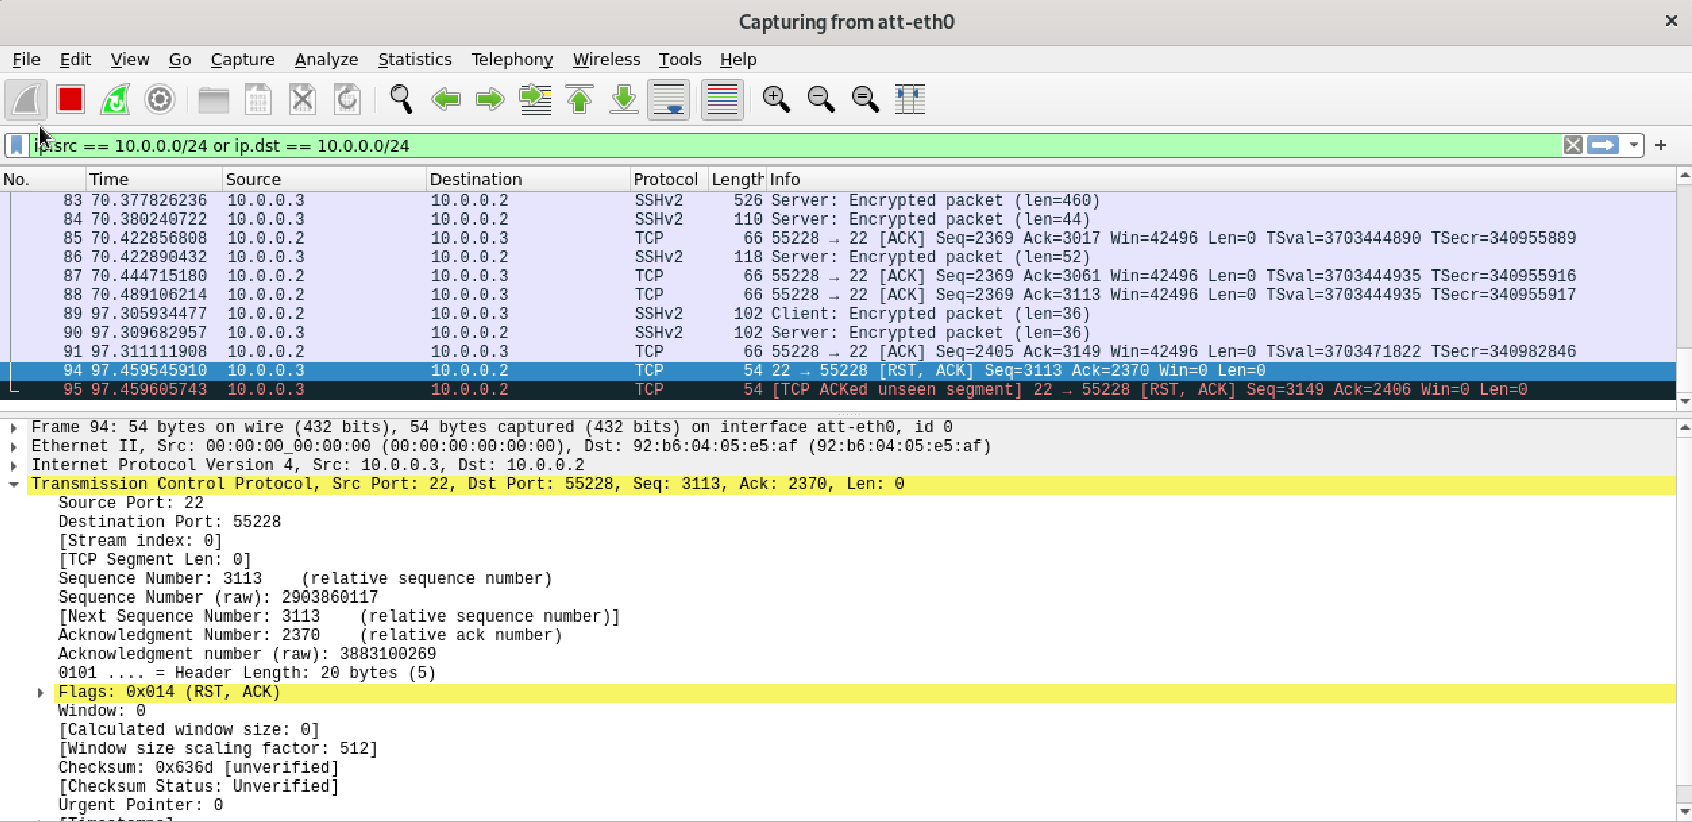 Capturing from att-eth0
File Edit View Go Capture Analyze Statistics Telephony Wireless Tools Help
ip.src == 10.0.0.0/24 or ip.dst == 10.0.0.0/24
No. Time Source Destination Protocol Length Info
83 70.377826236 10.0.0.3 10.0.0.2 SSHv2 526 Server: Encrypted packet (len=460)
84 70.380240722 10.0.0.3 10.0.0.2 SSHv2 110 Server: Encrypted packet (len=44)
85 70.422856808 10.0.0.2 10.0.0.3 TCP 66 55228 → 22 [ACK] Seq=2369 Ack=3017 Win=42496 Len=0 TSval=3703444890 TSecr=340955889
86 70.422890432 10.0.0.3 10.0.0.2 SSHv2 118 Server: Encrypted packet (len=52)
87 70.444715180 10.0.0.2 10.0.0.3 TCP 66 55228 → 22 [ACK] Seq=2369 Ack=3061 Win=42496 Len=0 TSval=3703444935 TSecr=340955916
88 70.489106214 10.0.0.2 10.0.0.3 TCP 66 55228 → 22 [ACK] Seq=2369 Ack=3113 Win=42496 Len=0 TSval=3703444935 TSecr=340955917
89 97.305934477 10.0.0.2 10.0.0.3 SSHv2 102 Client: Encrypted packet (len=36)
90 97.309682957 10.0.0.3 10.0.0.2 SSHv2 102 Server: Encrypted packet (len=36)
91 97.311111908 10.0.0.2 10.0.0.3 TCP 66 55228 → 22 [ACK] Seq=2405 Ack=3149 Win=42496 Len=0 TSval=3703471822 TSecr=340982846
94 97.459545910 10.0.0.3 10.0.0.2 TCP 54 22 → 55228 [RST, ACK] Seq=3113 Ack=2370 Win=0 Len=0
95 97.459605743 10.0.0.3 10.0.0.2 TCP 54 [TCP ACKed unseen segment] 22 → 55228 [RST, ACK] Seq=3149 Ack=2406 Win=0 Len=0
Frame 94: 54 bytes on wire (432 bits), 54 bytes captured (432 bits) on interface att-eth0, id 0
Ethernet II, Src: 00:00:00_00:00:00 (00:00:00:00:00:00), Dst: 92:b6:04:05:e5:af (92:b6:04:05:e5:af)
Internet Protocol Version 4, Src: 10.0.0.3, Dst: 10.0.0.2
Transmission Control Protocol, Src Port: 22, Dst Port: 55228, Seq: 3113, Ack: 2370, Len: 0
Source Port: 22
Destination Port: 55228
[Stream index: 0]
[TCP Segment Len: 0]
Sequence Number: 3113 (relative sequence number)
Sequence Number (raw): 2903860117
[Next Sequence Number: 3113 (relative sequence number)]
Acknowledgment Number: 2370 (relative ack number)
Acknowledgment number (raw): 3883100269
0101 .... = Header Length: 20 bytes (5)
Flags: 0x014 (RST, ACK)
Window: 0
[Calculated window size: 0]
[Window size scaling factor: 512]
Checksum: 0x636d [unverified]
[Checksum Status: Unverified]
Urgent Pointer: 0